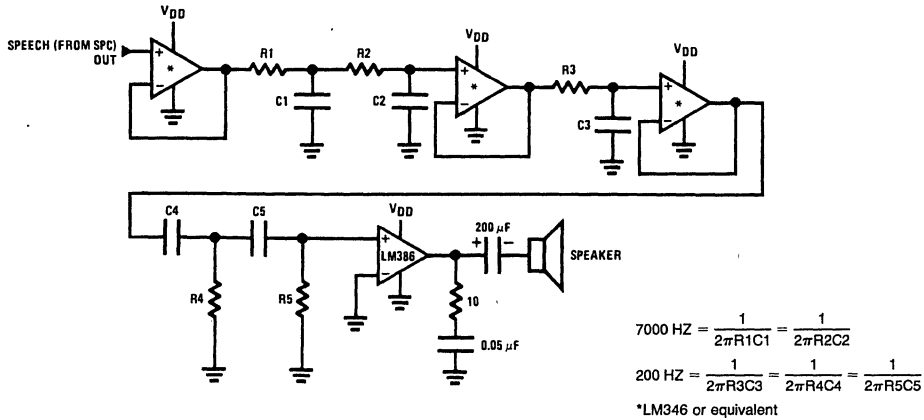 VDD
SPEECH (FROM SPC)
OUT
+
*
−
R1
C1
R2
C2
VDD
+
*
−
R3
C3
VDD
+
*
−
C4
R4
C5
R5
VDD
+
LM386
−
200 µF
+ −
SPEAKER
10
0.05 µF
7000 HZ = 1/2πR1C1 = 1/2πR2C2
200 HZ = 1/2πR3C3 = 1/2πR4C4 = 1/2πR5C5
*LM346 or equivalent